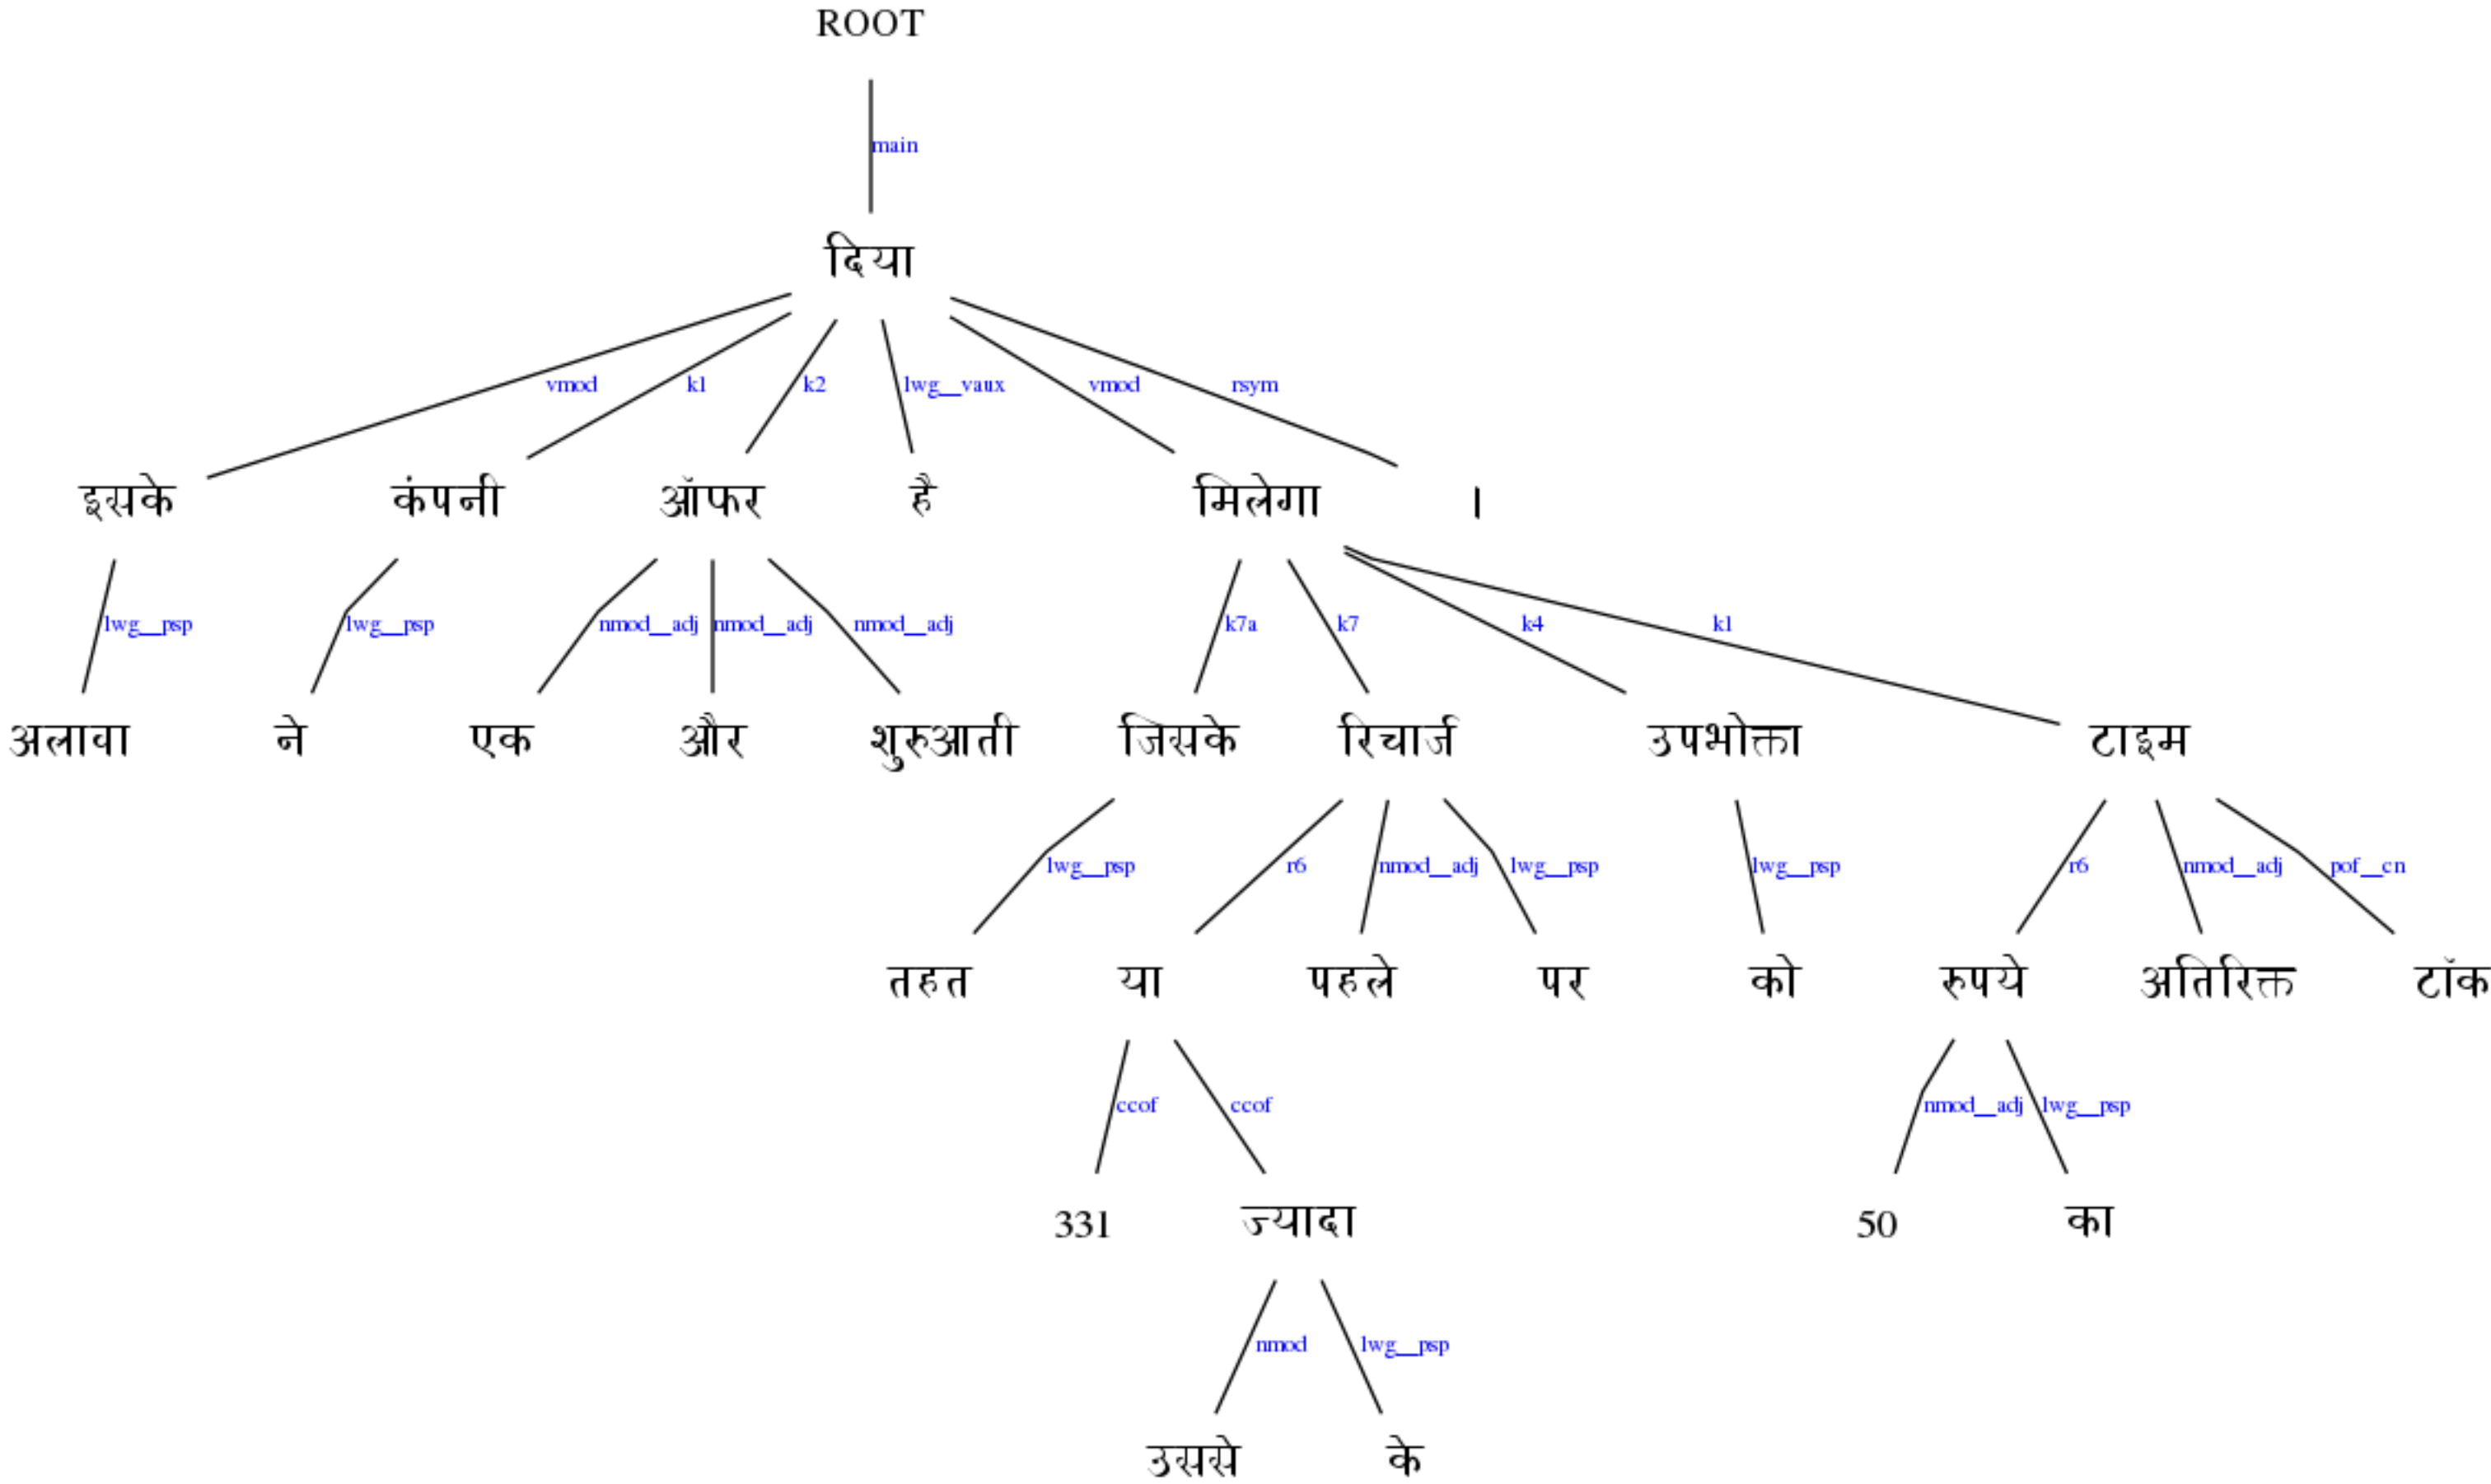 ROOT
main
दिया
vmod k1 k2 lwg__vaux vmod rsym
इसके कंपनी ऑफर है मिलेगा ।
lwg__psp lwg__psp nmod__adj nmod__adj nmod__adj k7a k7 k4 k1
अलावा ने एक और शुरुआती जिसके रिचार्ज उपभोक्ता टाइम
lwg__psp r6 nmod__adj lwg__psp lwg__psp r6 nmod__adj pof__cn
तहत या पहले पर को रुपये अतिरिक्त टॉक
ccof ccof nmod__adj lwg__psp
331 ज्यादा 50 का
nmod lwg__psp
उससे के